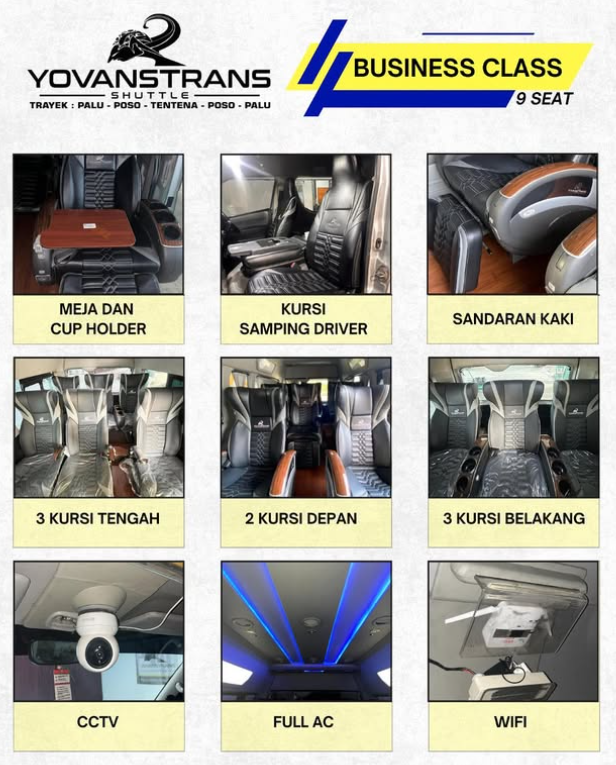 YOVANSTRANS
SHUTTLE
TRAYEK : PALU - POSO - TENTENA - POSO - PALU
BUSINESS CLASS
9 SEAT
MEJA DAN
CUP HOLDER
KURSI
SAMPING DRIVER
SANDARAN KAKI
3 KURSI TENGAH
2 KURSI DEPAN
3 KURSI BELAKANG
CCTV
FULL AC
WIFI